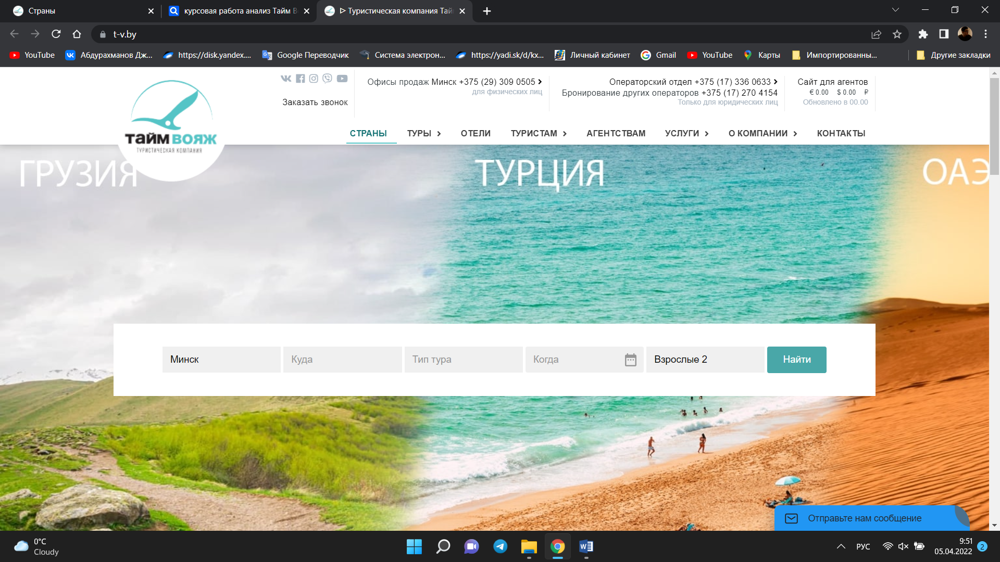 Страны
курсовая работа анализ Тайм В
ᐈ Туристическая компания Тай
t-v.by
YouTube
Абдурахманов Дж...
https://disk.yandex....
Google Переводчик
Система электрон...
https://yadi.sk/d/kx...
Личный кабинет
Gmail
YouTube
Карты
Импортированны...
Другие закладки
Заказать звонок
Офисы продаж Минск +375 (29) 309 0505
для физических лиц
Операторский отдел +375 (17) 336 0633
Бронирование других операторов +375 (17) 270 4154
Только для юридических лиц
Сайт для агентов
€ 0.00 $ 0.00 ₽
Обновлено в 00.00
ТАЙМ ВОЯЖ
ТУРИСТИЧЕСКАЯ КОМПАНИЯ
СТРАНЫ
ТУРЫ
ОТЕЛИ
ТУРИСТАМ
АГЕНТСТВАМ
УСЛУГИ
О КОМПАНИИ
КОНТАКТЫ
ГРУЗИЯ
ТУРЦИЯ
ОАЭ
Минск
Куда
Тип тура
Когда
Взрослые 2
Найти
Отправьте нам сообщение
0°C
Cloudy
РУС
9:51
05.04.2022
2